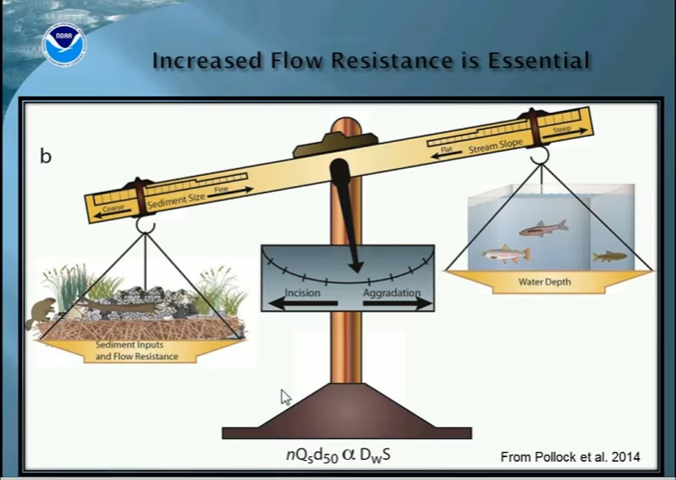 NOAA
Increased Flow Resistance is Essential
b
Coarse
Sediment Size
Fine
Flat
Stream Slope
Steep
Incision
Aggradation
Water Depth
Sediment Inputs
and Flow Resistance
nQsd50 α DwS
From Pollock et al. 2014